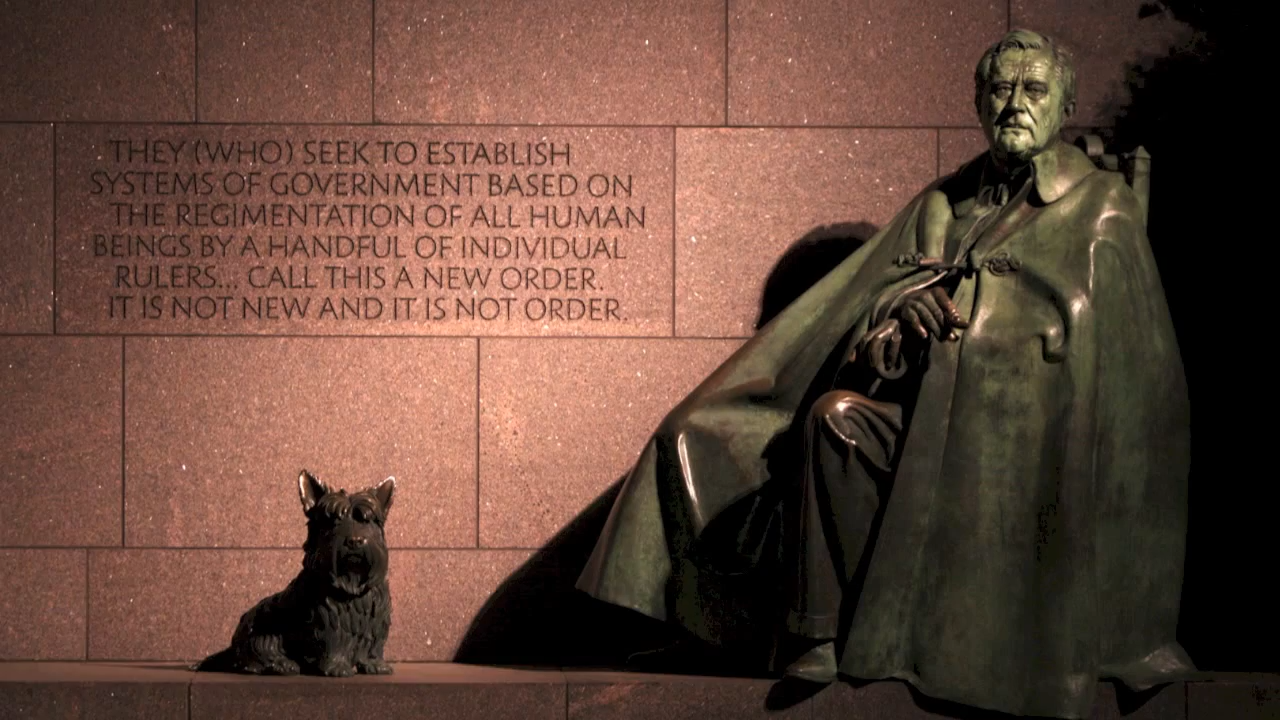 THEY (WHO) SEEK TO ESTABLISH
SYSTEMS OF GOVERNMENT BASED ON
THE REGIMENTATION OF ALL HUMAN
BEINGS BY A HANDFUL OF INDIVIDUAL
RULERS... CALL THIS A NEW ORDER.
IT IS NOT NEW AND IT IS NOT ORDER.